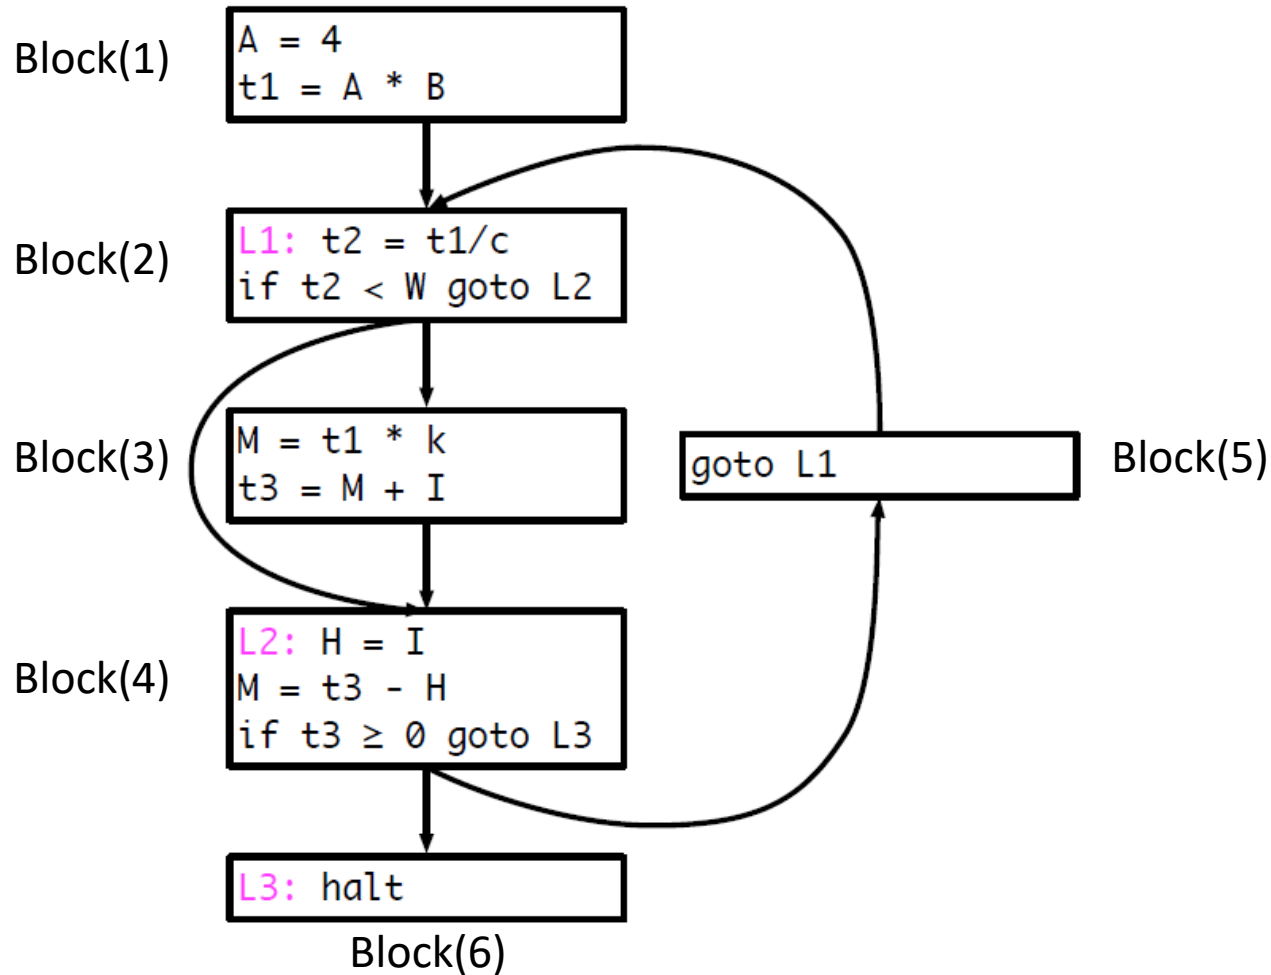 Block(1)
A = 4
t1 = A * B
Block(2)
L1: t2 = t1/c
if t2 < W goto L2
Block(3)
M = t1 * k
t3 = M + I
goto L1
Block(5)
Block(4)
L2: H = I
M = t3 - H
if t3 ≥ 0 goto L3
L3: halt
Block(6)